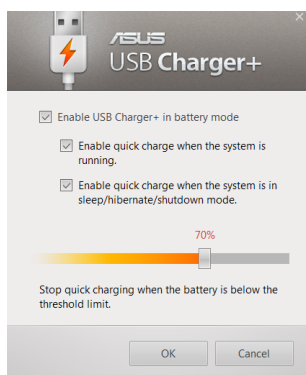 ASUS
USB Charger+
Enable USB Charger+ in battery mode
Enable quick charge when the system is
running.
Enable quick charge when the system is in
sleep/hibernate/shutdown mode.
70%
Stop quick charging when the battery is below the
threshold limit.
OK
Cancel